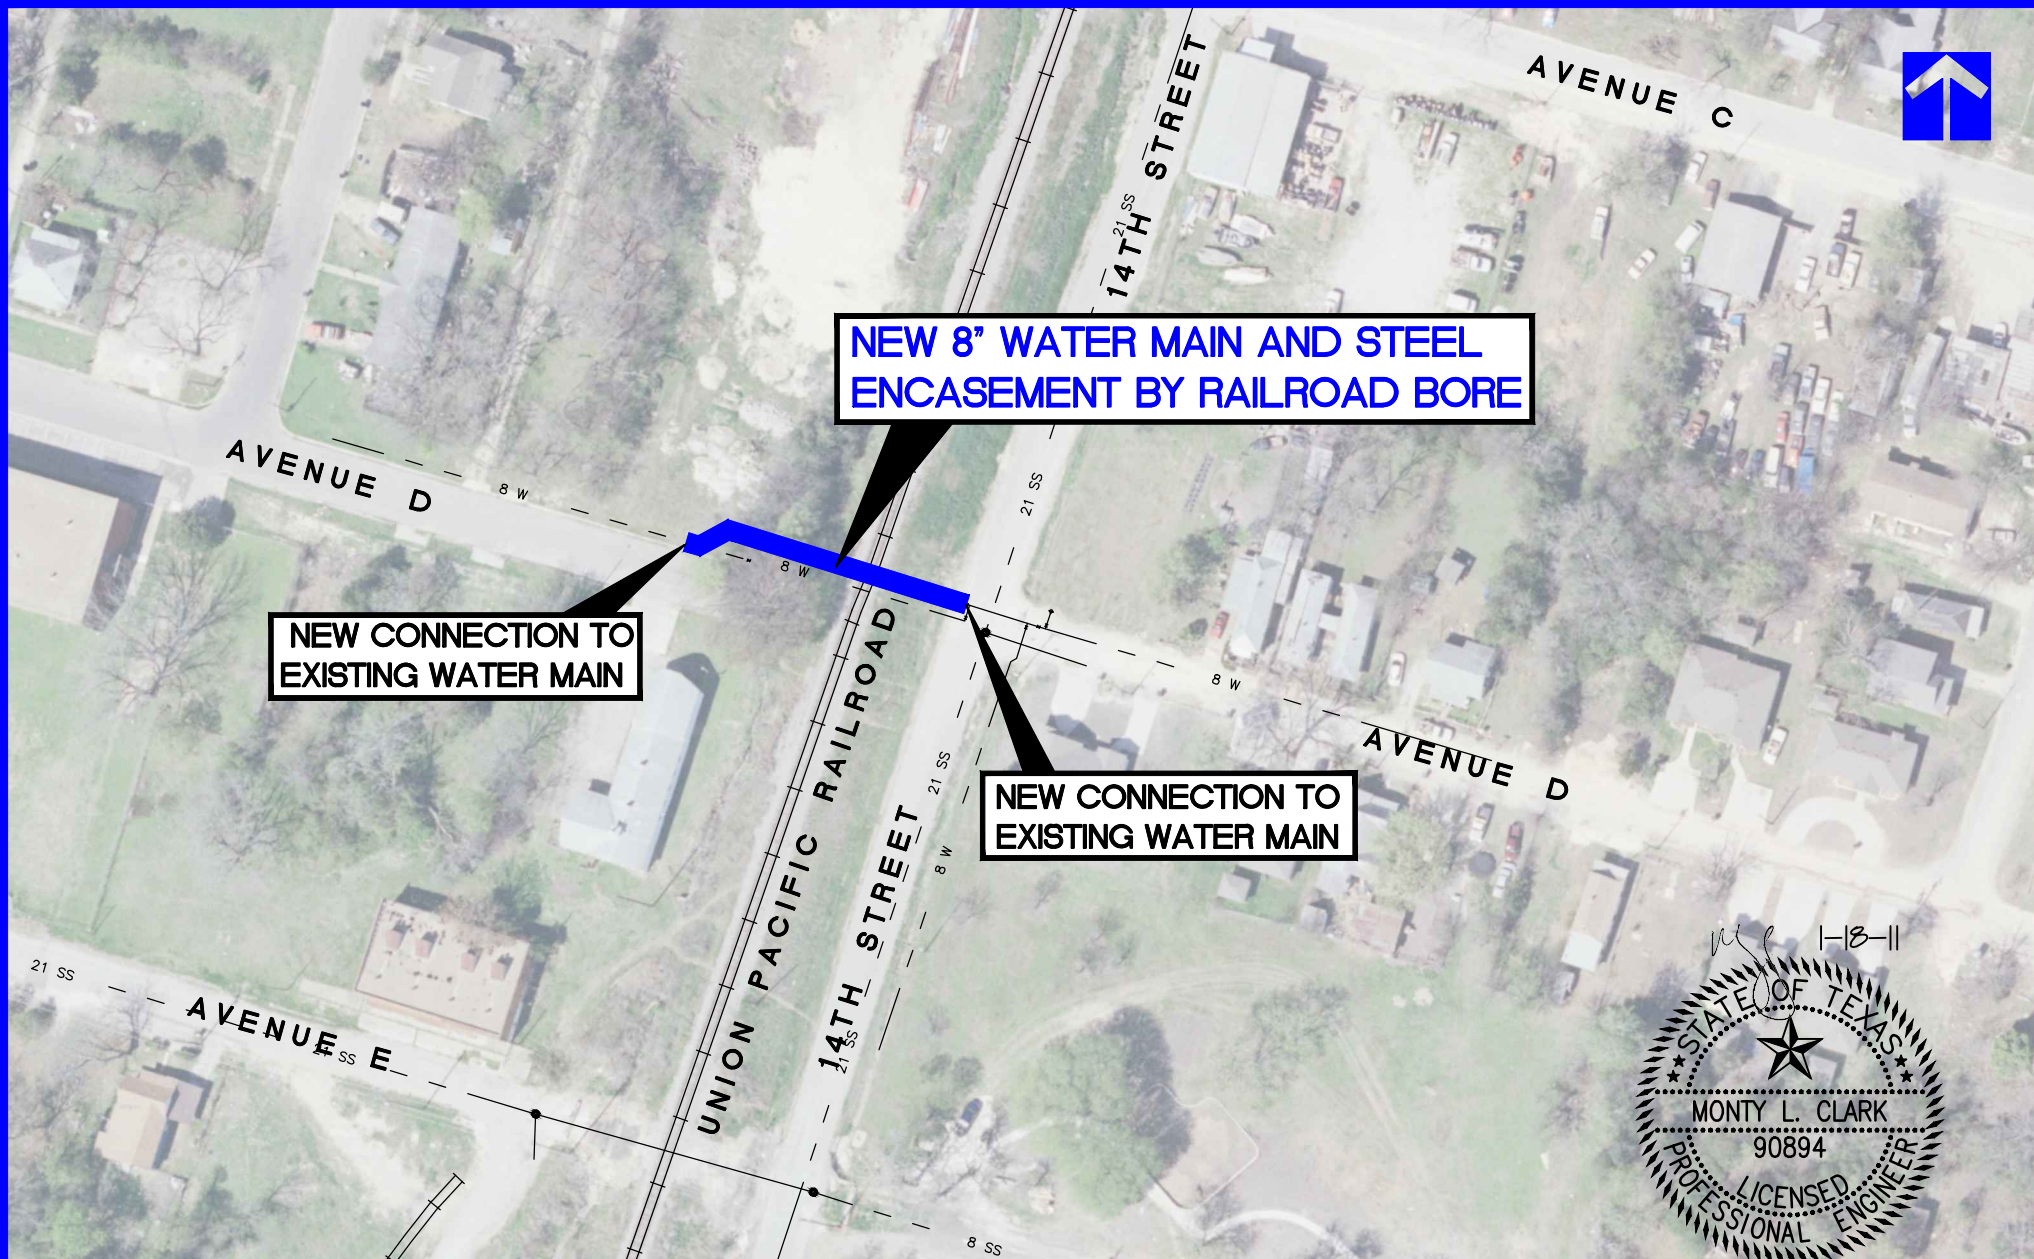 AVENUE C
14TH STREET
21 SS
NEW 8" WATER MAIN AND STEEL
ENCASEMENT BY RAILROAD BORE
AVENUE D
8 W
21 SS
8 W
NEW CONNECTION TO
EXISTING WATER MAIN
8 W
AVENUE D
UNION PACIFIC RAILROAD
21 SS
NEW CONNECTION TO
EXISTING WATER MAIN
14TH STREET
8 W
21 SS
21 SS
AVENUE E
21 SS
8 SS
1-18-11
STATE OF TEXAS
MONTY L. CLARK
90894
LICENSED
PROFESSIONAL ENGINEER